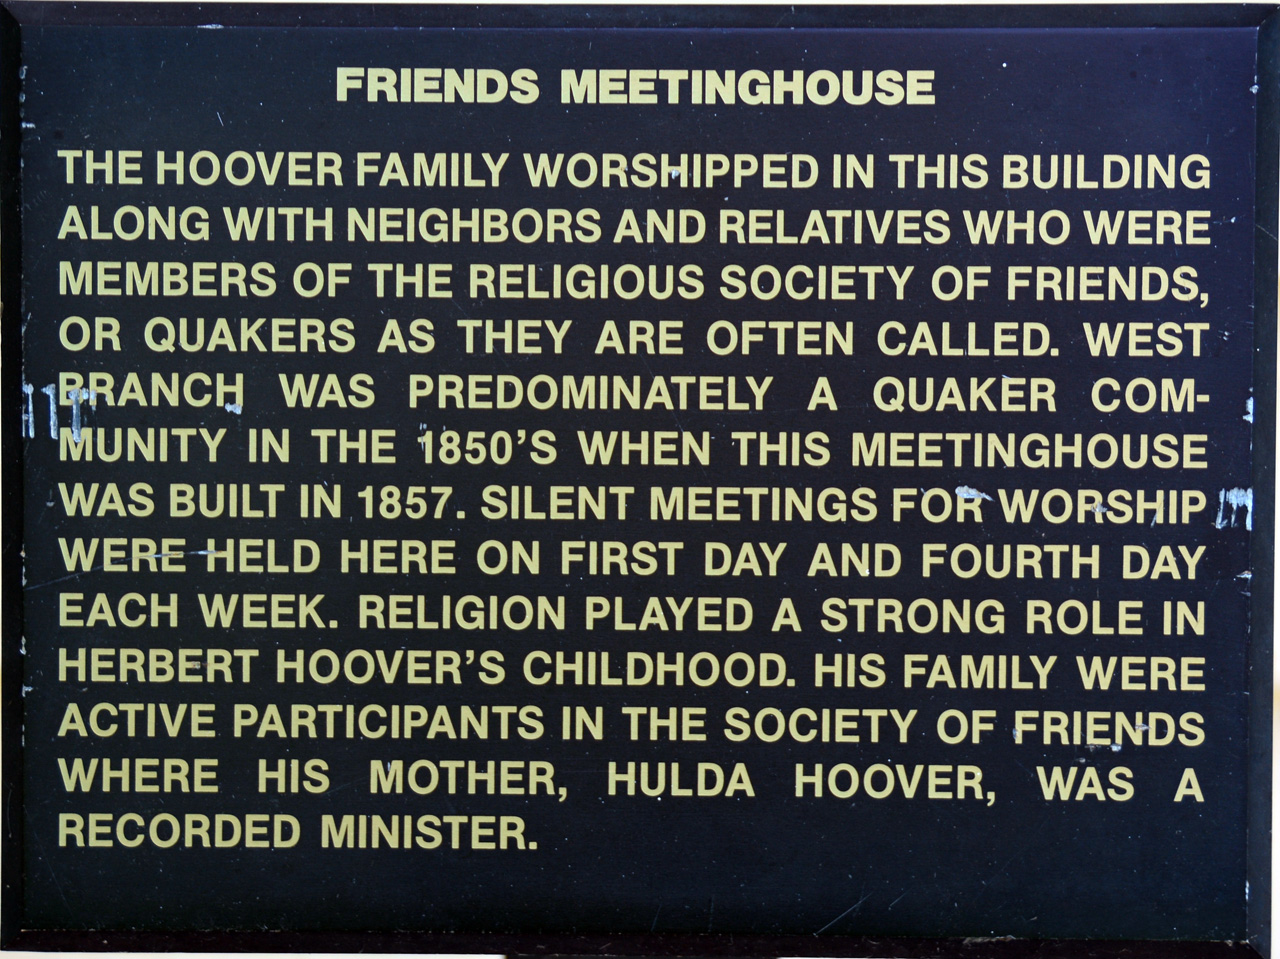 FRIENDS MEETINGHOUSE
THE HOOVER FAMILY WORSHIPPED IN THIS BUILDING
ALONG WITH NEIGHBORS AND RELATIVES WHO WERE
MEMBERS OF THE RELIGIOUS SOCIETY OF FRIENDS,
OR QUAKERS AS THEY ARE OFTEN CALLED. WEST
BRANCH WAS PREDOMINATELY A QUAKER COM-
MUNITY IN THE 1850'S WHEN THIS MEETINGHOUSE
WAS BUILT IN 1857. SILENT MEETINGS FOR WORSHIP
WERE HELD HERE ON FIRST DAY AND FOURTH DAY
EACH WEEK. RELIGION PLAYED A STRONG ROLE IN
HERBERT HOOVER'S CHILDHOOD. HIS FAMILY WERE
ACTIVE PARTICIPANTS IN THE SOCIETY OF FRIENDS
WHERE HIS MOTHER, HULDA HOOVER, WAS A
RECORDED MINISTER.